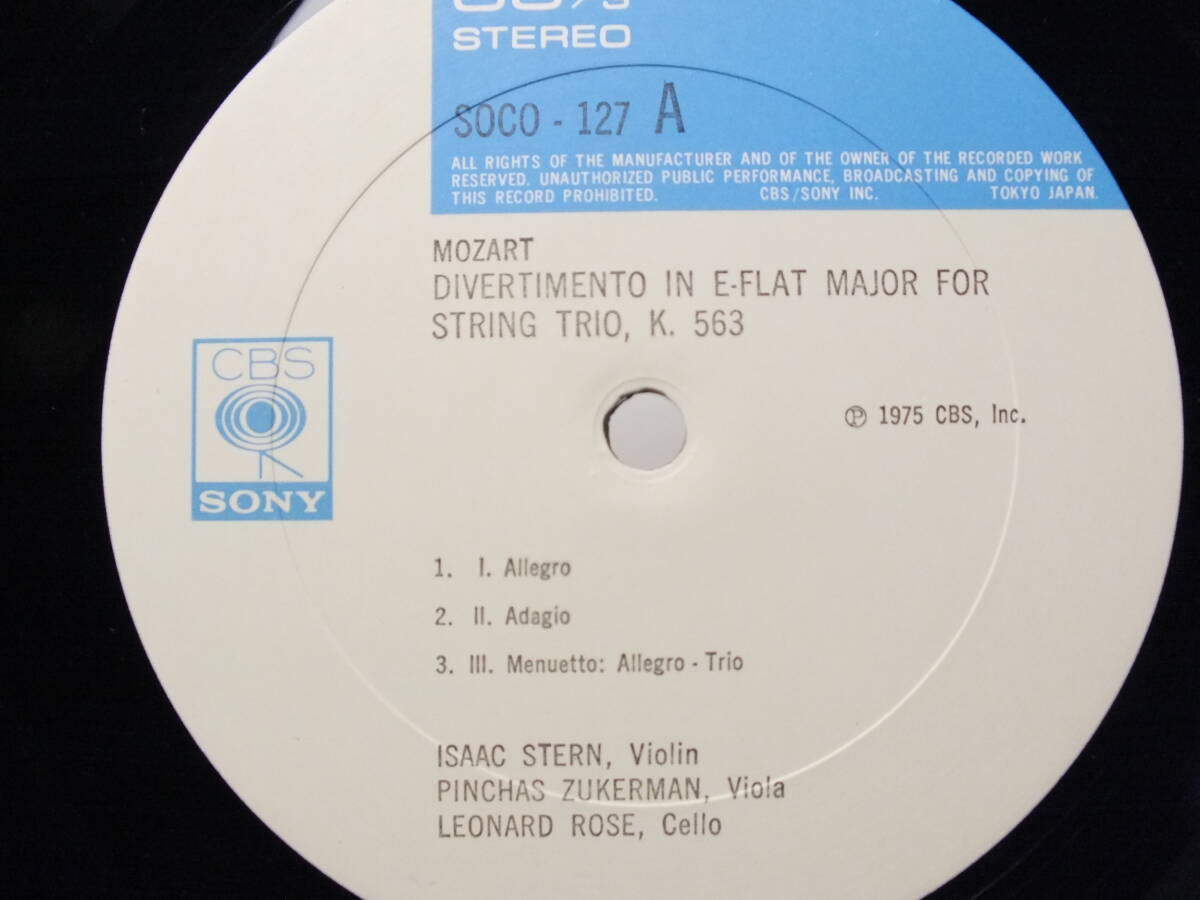 STEREO
SOCO - 127 A
ALL RIGHTS OF THE MANUFACTURER AND OF THE OWNER OF THE RECORDED WORK
RESERVED. UNAUTHORIZED PUBLIC PERFORMANCE, BROADCASTING AND COPYING OF
THIS RECORD PROHIBITED. CBS/SONY INC. TOKYO JAPAN.
MOZART
DIVERTIMENTO IN E-FLAT MAJOR FOR
STRING TRIO, K. 563
CBS
SONY
℗ 1975 CBS, Inc.
1. I. Allegro
2. II. Adagio
3. III. Menuetto: Allegro - Trio
ISAAC STERN, Violin
PINCHAS ZUKERMAN, Viola
LEONARD ROSE, Cello